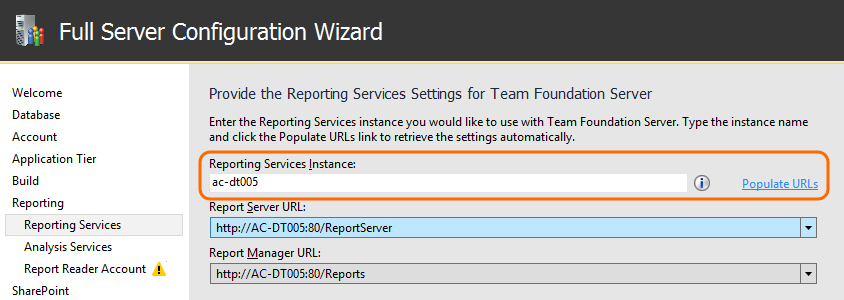 Full Server Configuration Wizard
Welcome
Database
Account
Application Tier
Build
Reporting
Reporting Services
Analysis Services
Report Reader Account
SharePoint
Provide the Reporting Services Settings for Team Foundation Server
Enter the Reporting Services instance you would like to use with Team Foundation Server. Type the instance name
and click the Populate URLs link to retrieve the settings automatically.
Reporting Services Instance:
ac-dt005
Populate URLs
Report Server URL:
http://AC-DT005:80/ReportServer
Report Manager URL:
http://AC-DT005:80/Reports